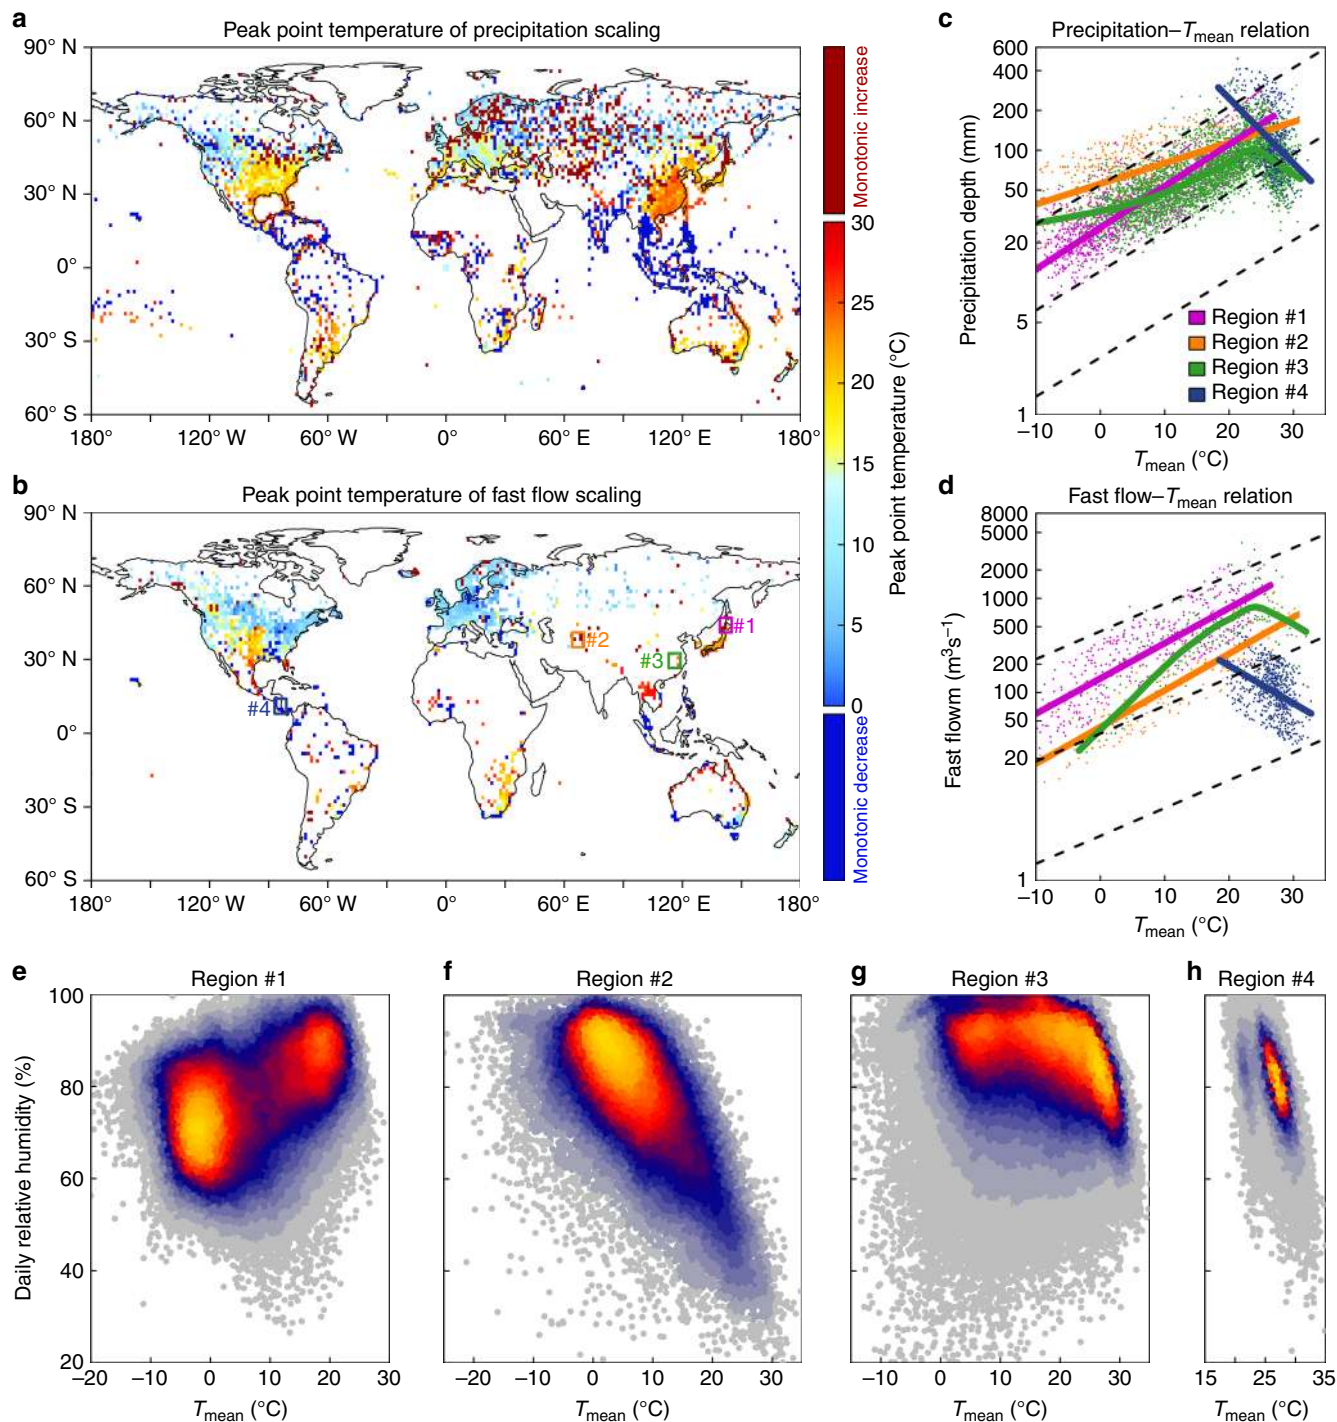 a
Peak point temperature of precipitation scaling
90° N
60° N
30° N
0°
30° S
60° S
180°
120° W
60° W
0°
60° E
120° E
180°
Monotonic increase
30
25
20
15
10
5
0
Peak point temperature (°C)
Monotonic decrease
b
Peak point temperature of fast flow scaling
90° N
60° N
30° N
0°
30° S
60° S
#1
#2
#3
#4
180°
120° W
60° W
0°
60° E
120° E
180°
c
Precipitation–Tmean relation
Precipitation depth (mm)
600
400
200
100
50
20
5
1
Region #1
Region #2
Region #3
Region #4
–10
0
10
20
30
Tmean (°C)
d
Fast flow–Tmean relation
Fast flowm (m³s⁻¹)
8000
5000
2000
1000
500
200
100
50
20
1
–10
0
10
20
30
Tmean (°C)
e
Region #1
Daily relative humidity (%)
100
80
60
40
20
–20
–10
0
10
20
30
Tmean (°C)
f
Region #2
–20
–10
0
10
20
30
Tmean (°C)
g
Region #3
–10
0
10
20
30
Tmean (°C)
h
Region #4
15
25
35
Tmean (°C)